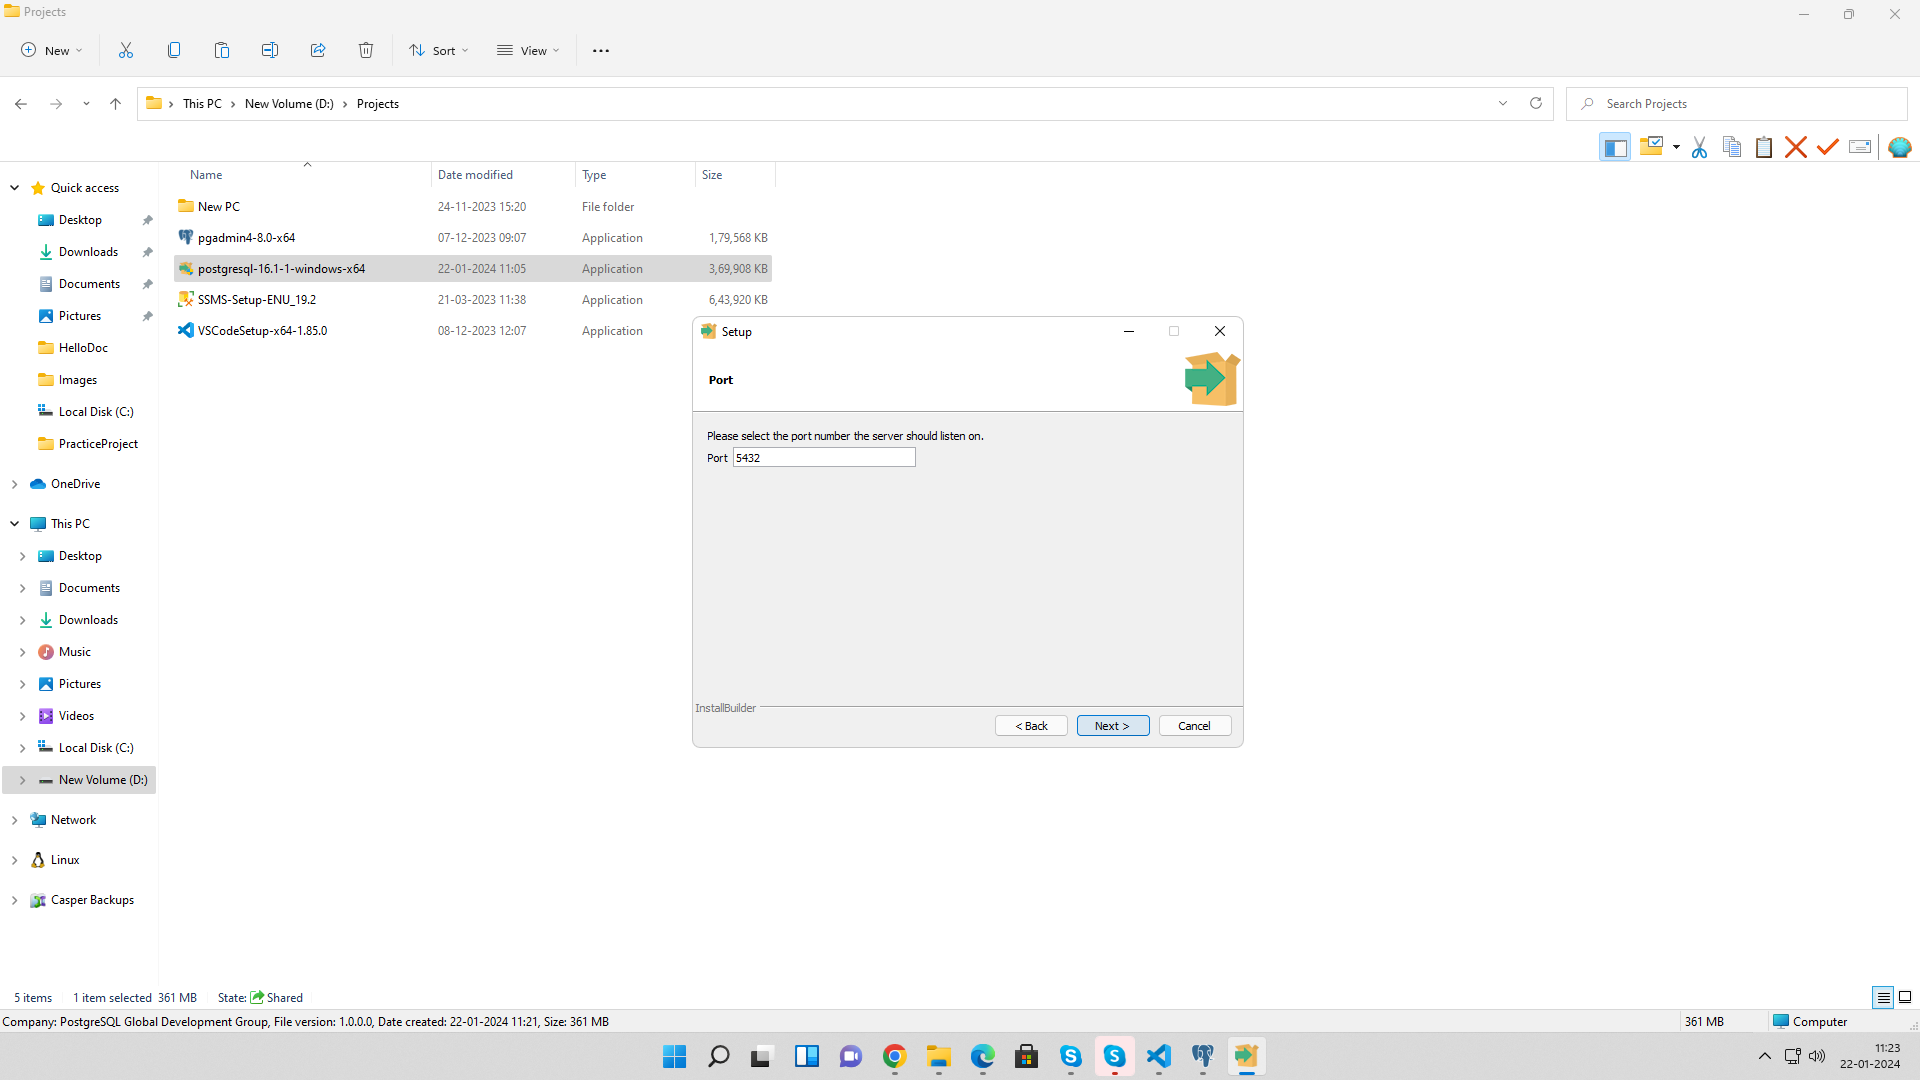 Projects
New
Sort
View
This PC
New Volume (D:)
Projects
Search Projects
Name
Date modified
Type
Size
Quick access
Desktop
Downloads
Documents
Pictures
HelloDoc
Images
Local Disk (C:)
PracticeProject
OneDrive
This PC
Desktop
Documents
Downloads
Music
Pictures
Videos
Local Disk (C:)
New Volume (D:)
Network
Linux
Casper Backups
New PC 24-11-2023 15:20 File folder
pgadmin4-8.0-x64 07-12-2023 09:07 Application 1,79,568 KB
postgresql-16.1-1-windows-x64 22-01-2024 11:05 Application 3,69,908 KB
SSMS-Setup-ENU_19.2 21-03-2023 11:38 Application 6,43,920 KB
VSCodeSetup-x64-1.85.0 08-12-2023 12:07 Application
Setup
Port
Please select the port number the server should listen on.
Port 5432
InstallBuilder
< Back
Next >
Cancel
5 items 1 item selected 361 MB State: Shared
Company: PostgreSQL Global Development Group, File version: 1.0.0.0, Date created: 22-01-2024 11:21, Size: 361 MB
361 MB
Computer
11:23
22-01-2024